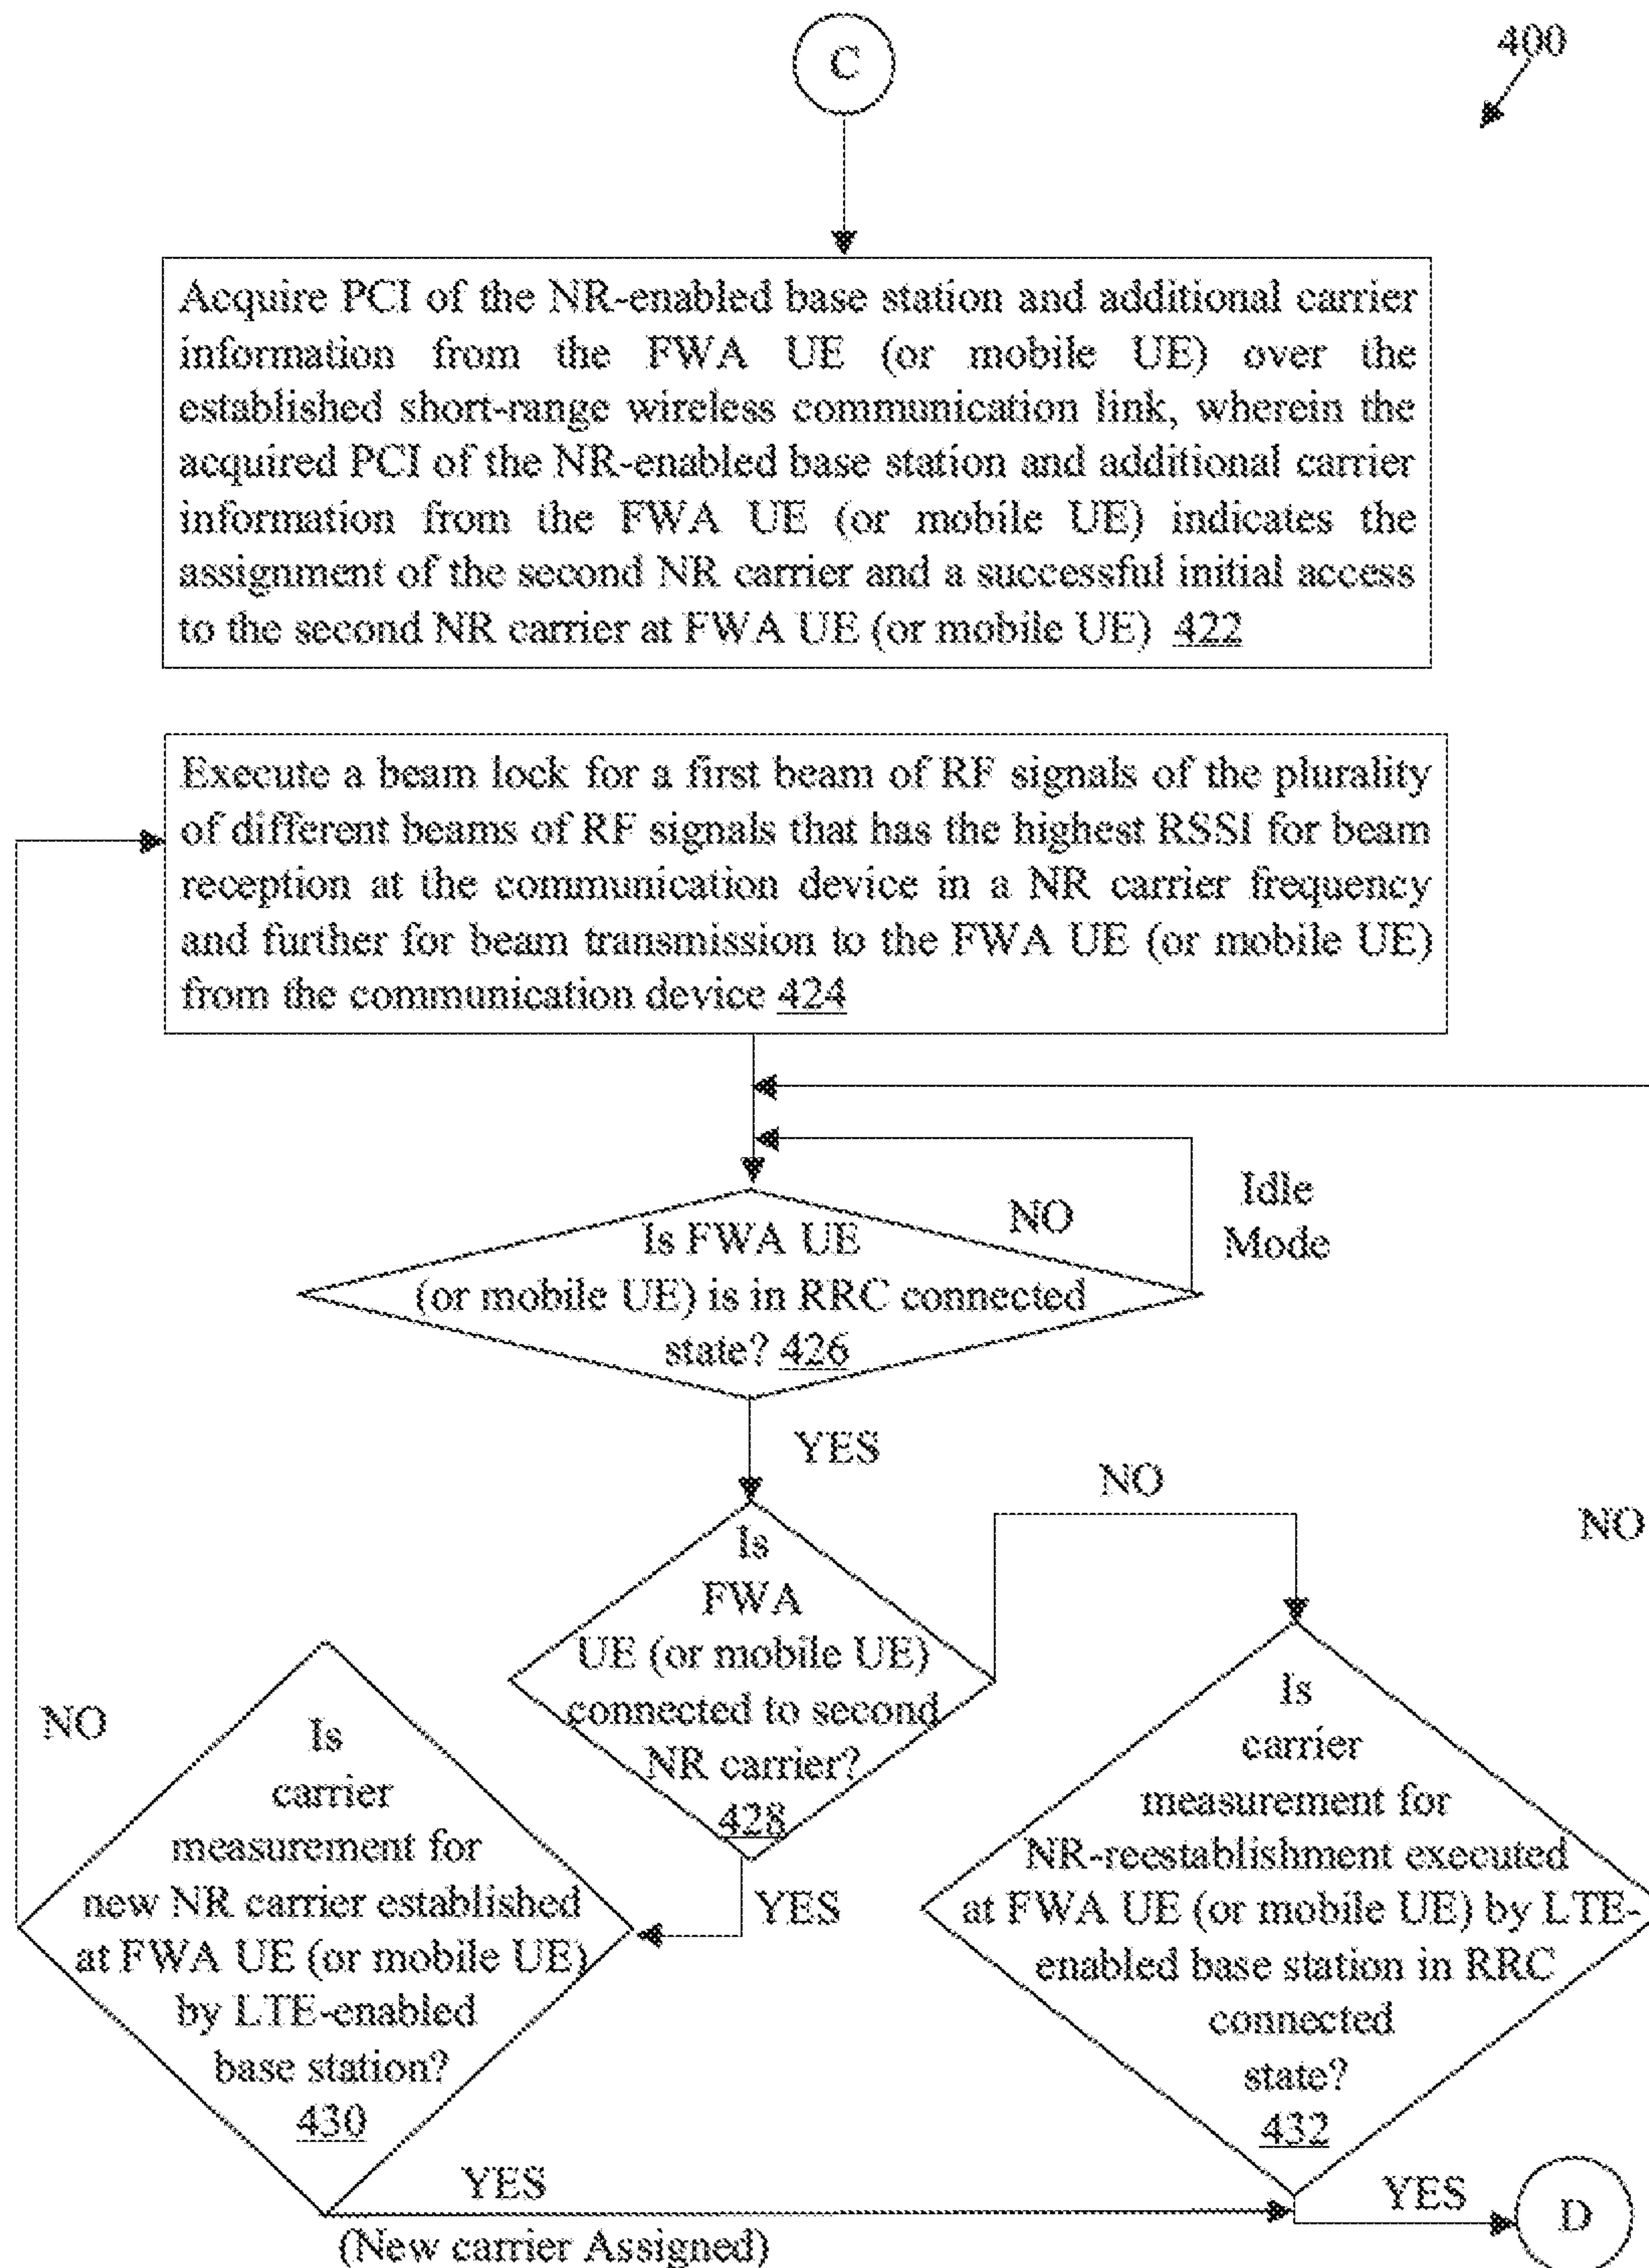 C
400
Acquire PCI of the NR-enabled base station and additional carrier
information from the FWA UE (or mobile UE) over the
established short-range wireless communication link, wherein the
acquired PCI of the NR-enabled base station and additional carrier
information from the FWA UE (or mobile UE) indicates the
assignment of the second NR carrier and a successful initial access
to the second NR carrier at FWA UE (or mobile UE) 422
Execute a beam lock for a first beam of RF signals of the plurality
of different beams of RF signals that has the highest RSSI for beam
reception at the communication device in a NR carrier frequency
and further for beam transmission to the FWA UE (or mobile UE)
from the communication device 424
Idle
Mode
NO
Is FWA UE
(or mobile UE) is in RRC connected
state? 426
YES
NO
NO
Is
FWA
UE (or mobile UE)
connected to second
NR carrier?
428
YES
NO
Is
carrier
measurement for
new NR carrier established
at FWA UE (or mobile UE)
by LTE-enabled
base station?
430
Is
carrier
measurement for
NR-reestablishment executed
at FWA UE (or mobile UE) by LTE-
enabled base station in RRC
connected
state?
432
YES
(New carrier Assigned)
YES
D